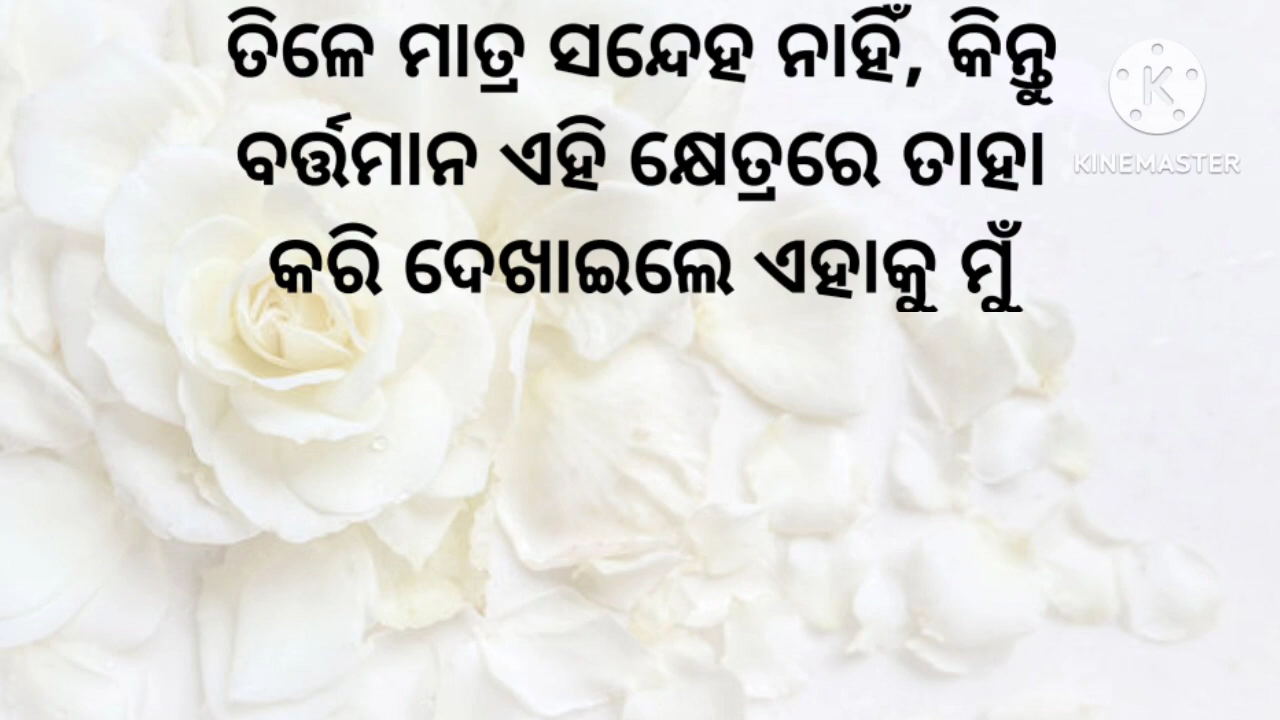 ତିଳେ ମାତ୍ର ସନ୍ଦେହ ନାହିଁ, କିନ୍ତୁ
ବର୍ତ୍ତମାନ ଏହି କ୍ଷେତ୍ରରେ ତାହା
କରି ଦେଖାଇଲେ ଏହାକୁ ମୁଁ
K
KINEMASTER